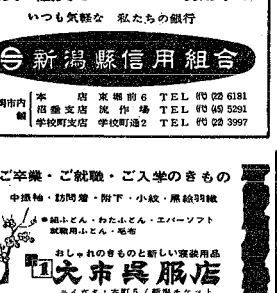 いつも気軽な 私たちの銀行
新潟縣信用組合
市内
本店 東堀前6 TEL (代)(22) 6181
沼垂支店 流作場 TEL (代)(45) 5291
学校町支店 学校町通2 TEL (代)(22) 3997
ご卒業・ご就職・ご入学のきもの
中振袖・訪問着・附下・小紋・黒絵羽織
●組ふとん・わたふとん・エバーソフト
就職用ふとん・毛布
おしゃれのきものと新しい寝装用品
大市呉服店